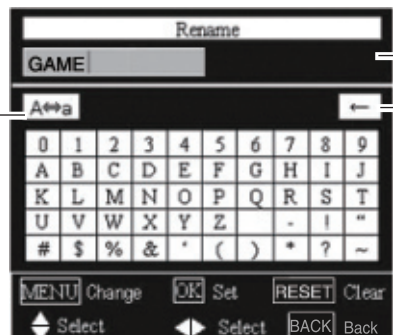 Rename
GAME
A⇔a ←
0 1 2 3 4 5 6 7 8 9
A B C D E F G H I J
K L M N O P Q R S T
U V W X Y Z - ! "
# $ % & ' ( ) * ? ~
MENU Change OK Set RESET Clear
Select Select BACK Back